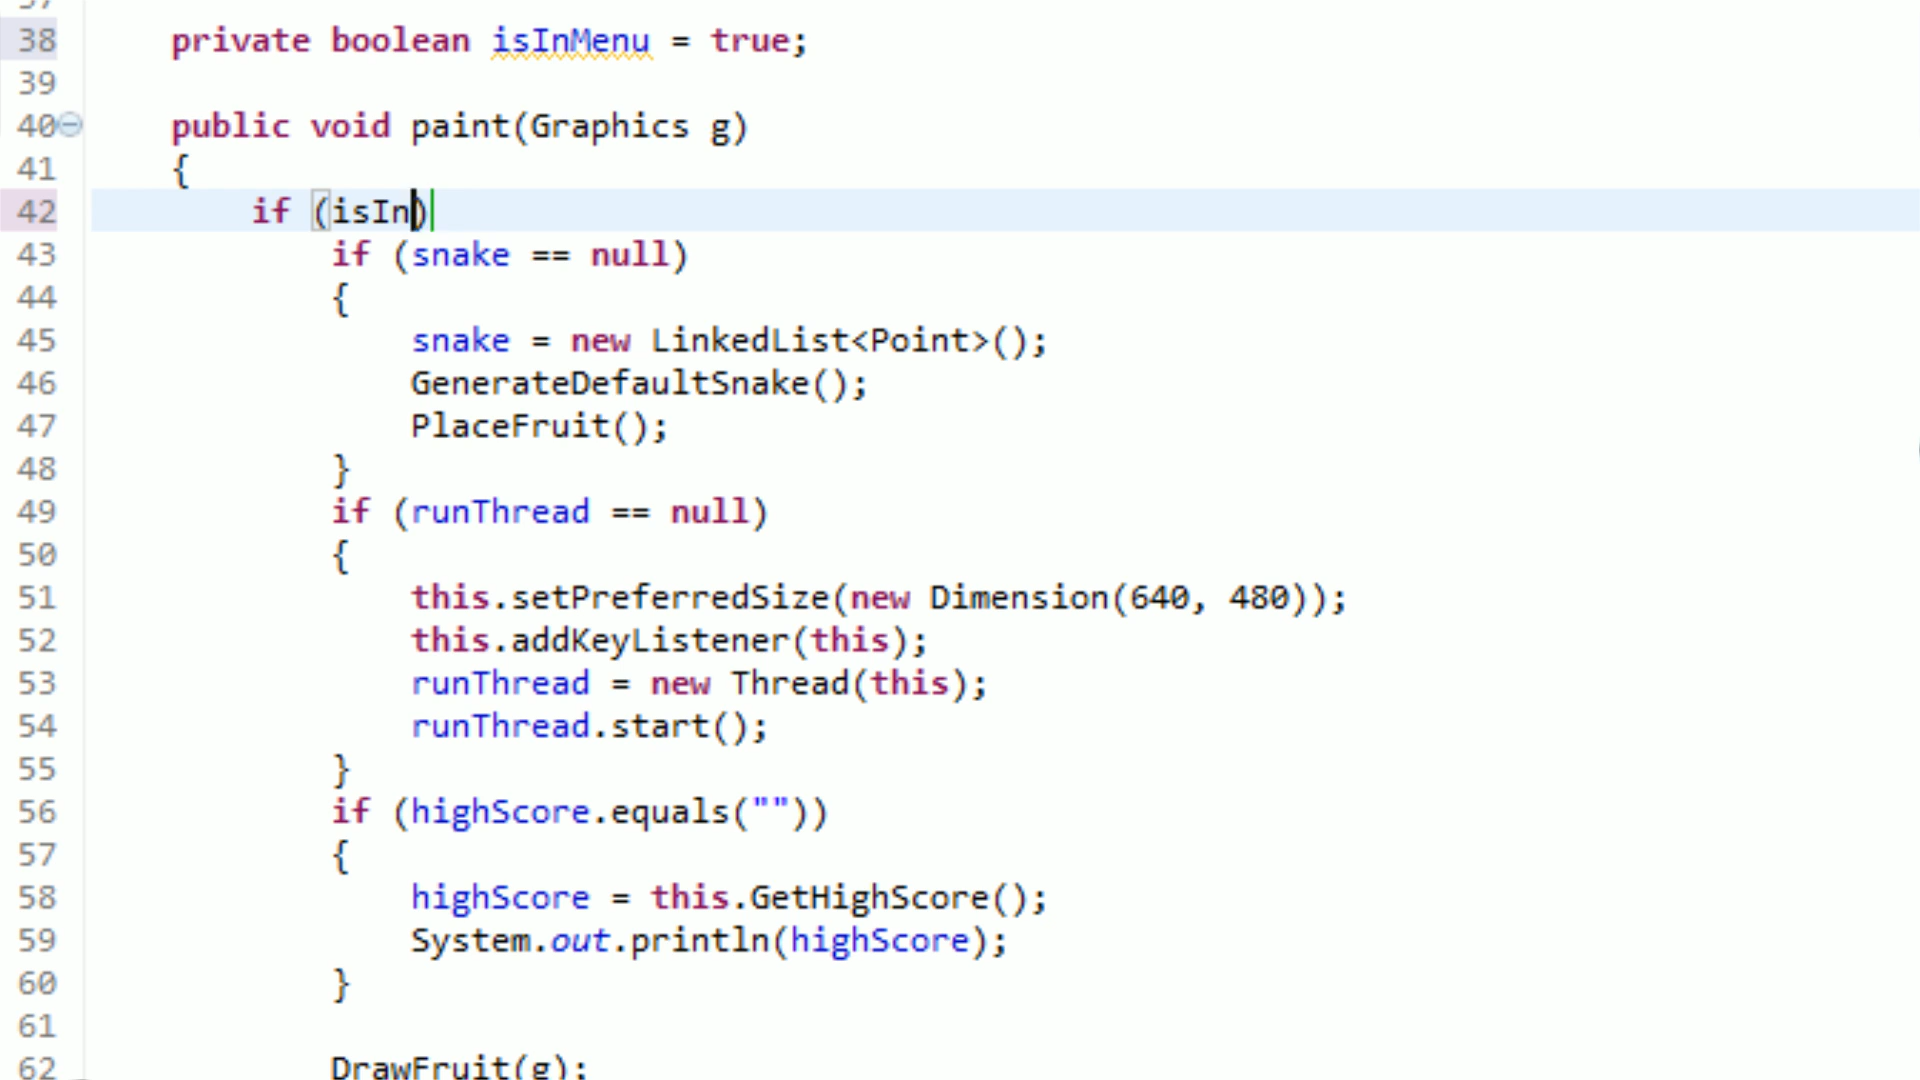 38 private boolean isInMenu = true;
39
40 public void paint(Graphics g)
41 {
42 if (isIn)
43 if (snake == null)
44 {
45 snake = new LinkedList<Point>();
46 GenerateDefaultSnake();
47 PlaceFruit();
48 }
49 if (runThread == null)
50 {
51 this.setPreferredSize(new Dimension(640, 480));
52 this.addKeyListener(this);
53 runThread = new Thread(this);
54 runThread.start();
55 }
56 if (highScore.equals(""))
57 {
58 highScore = this.GetHighScore();
59 System.out.println(highScore);
60 }
61
62 DrawFruit(g);